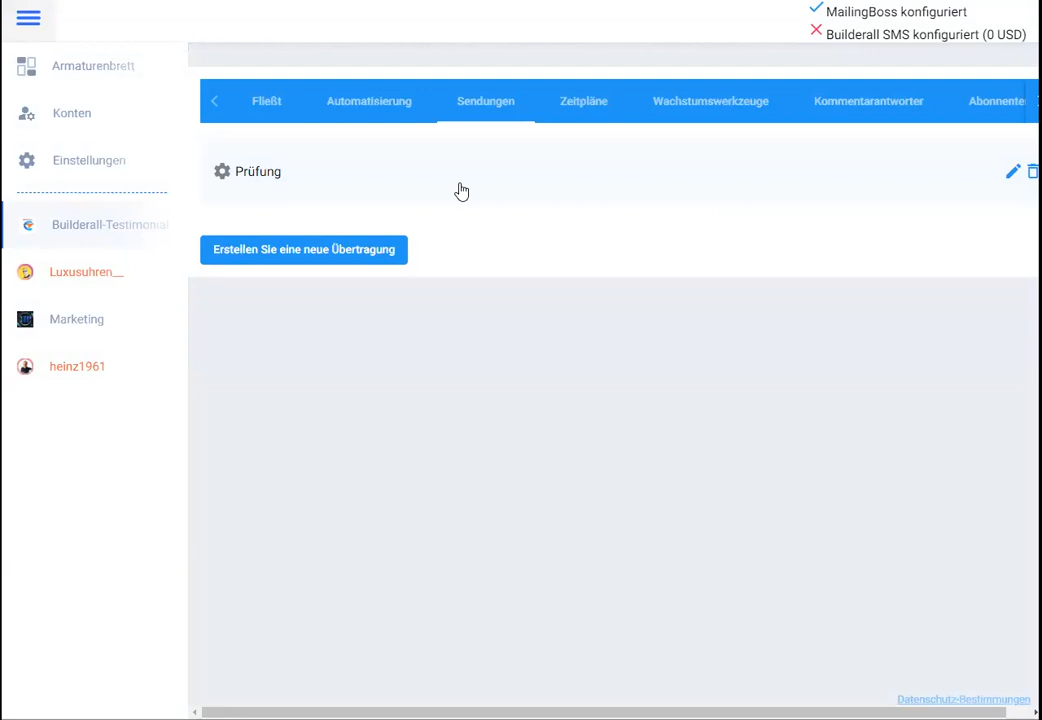 MailingBoss konfiguriert
Builderall SMS konfiguriert (0 USD)
Armaturenbrett
Konten
Einstellungen
Builderall-Testimonial
Luxusuhren__
Marketing
heinz1961
Fließt Automatisierung Sendungen Zeitpläne Wachstumswerkzeuge Kommentarantworter Abonnente
Prüfung
Erstellen Sie eine neue Übertragung
Datenschutz-Bestimmungen